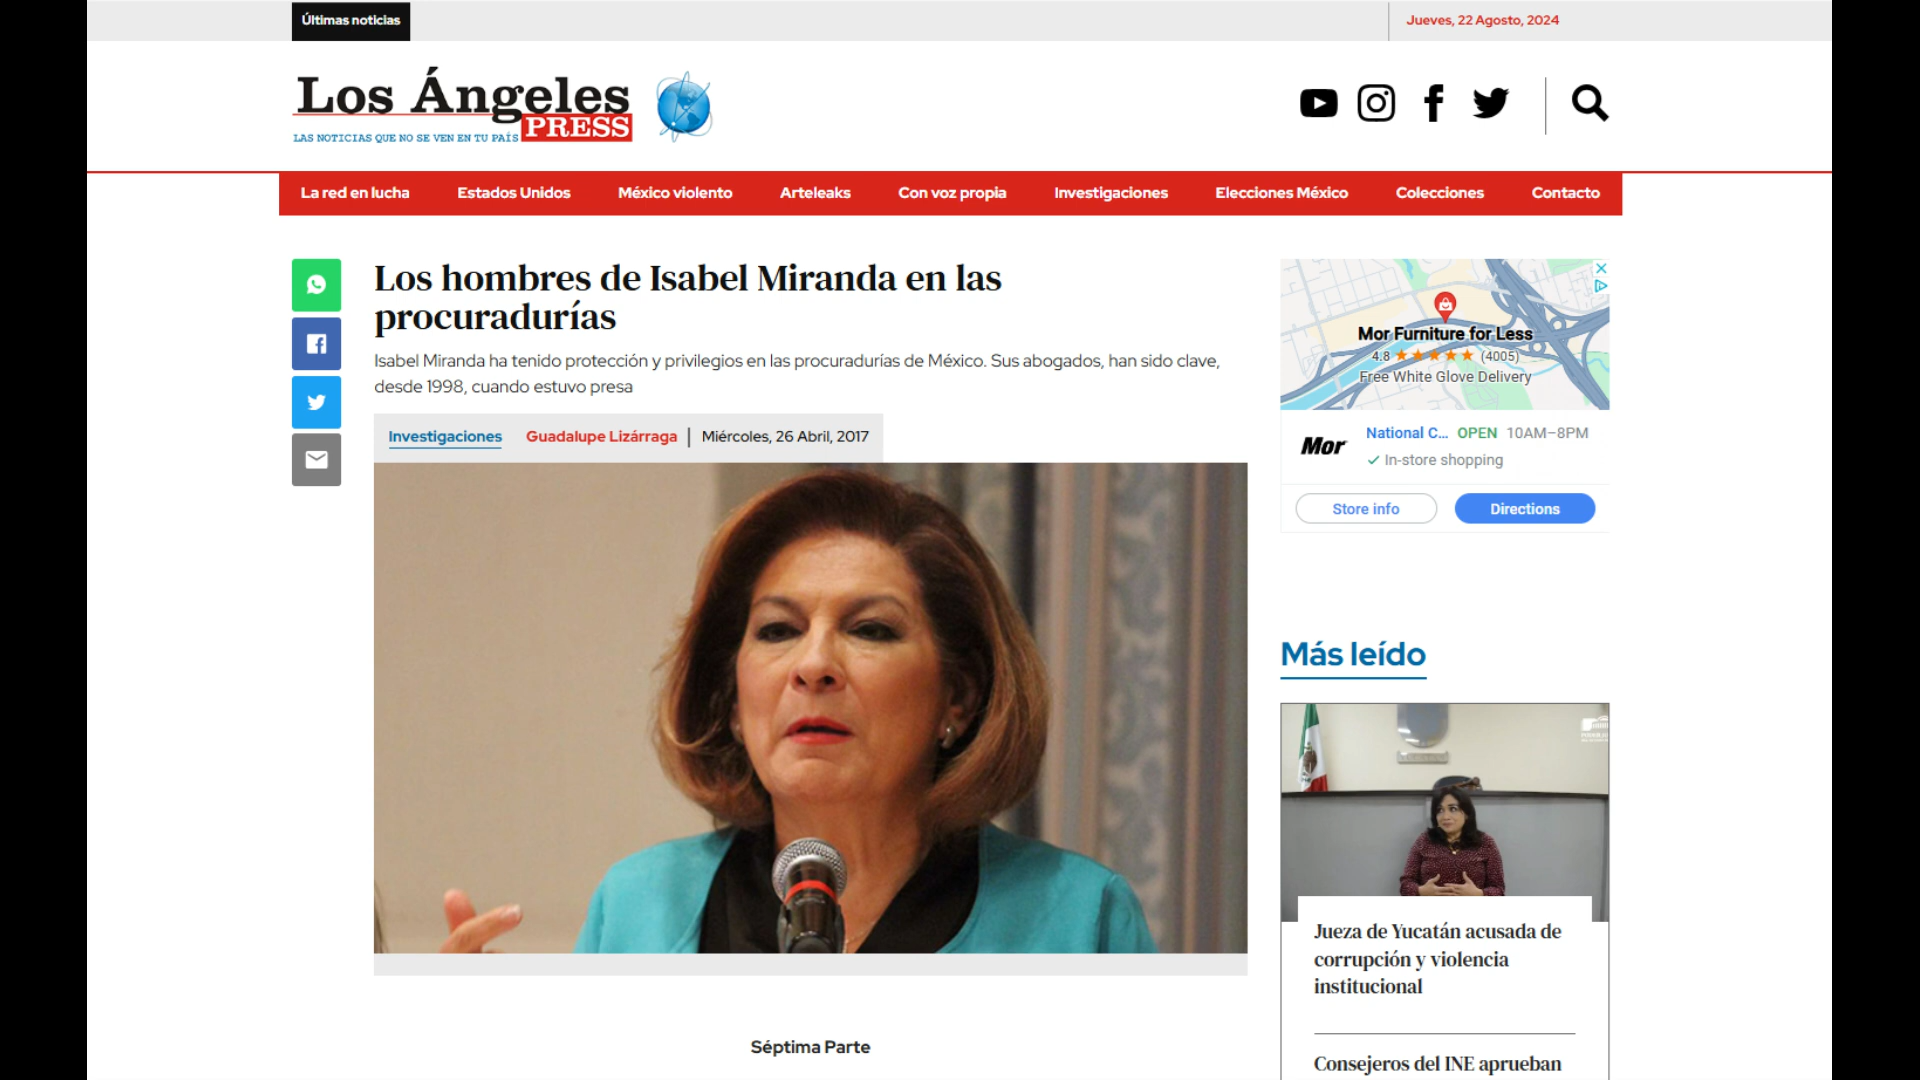 Últimas noticias
Jueves, 22 Agosto, 2024
Los Ángeles
PRESS
LAS NOTICIAS QUE NO SE VEN EN TU PAÍS
La red en lucha
Estados Unidos
México violento
Arteleaks
Con voz propia
Investigaciones
Elecciones México
Colecciones
Contacto
Los hombres de Isabel Miranda en las
procuradurías
Isabel Miranda ha tenido protección y privilegios en las procuradurías de México. Sus abogados, han sido clave,
desde 1998, cuando estuvo presa
Investigaciones
Guadalupe Lizárraga | Miércoles, 26 Abril, 2017
Séptima Parte
Mor Furniture for Less
4.8 ★★★★★ (4005)
Free White Glove Delivery
Mor
National C... OPEN 10AM–8PM
✓ In-store shopping
Store info
Directions
Más leído
Jueza de Yucatán acusada de
corrupción y violencia
institucional
Consejeros del INE aprueban